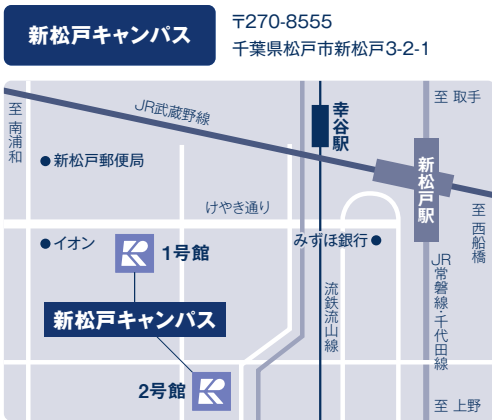 新松戸キャンパス
〒270-8555
千葉県松戸市新松戸3-2-1
至 南浦和
JR武蔵野線
幸谷駅
至 取手
新松戸駅
新松戸郵便局
けやき通り
至 西船橋
イオン
1号館
みずほ銀行
JR常磐線・千代田線
流鉄流山線
新松戸キャンパス
2号館
至 上野